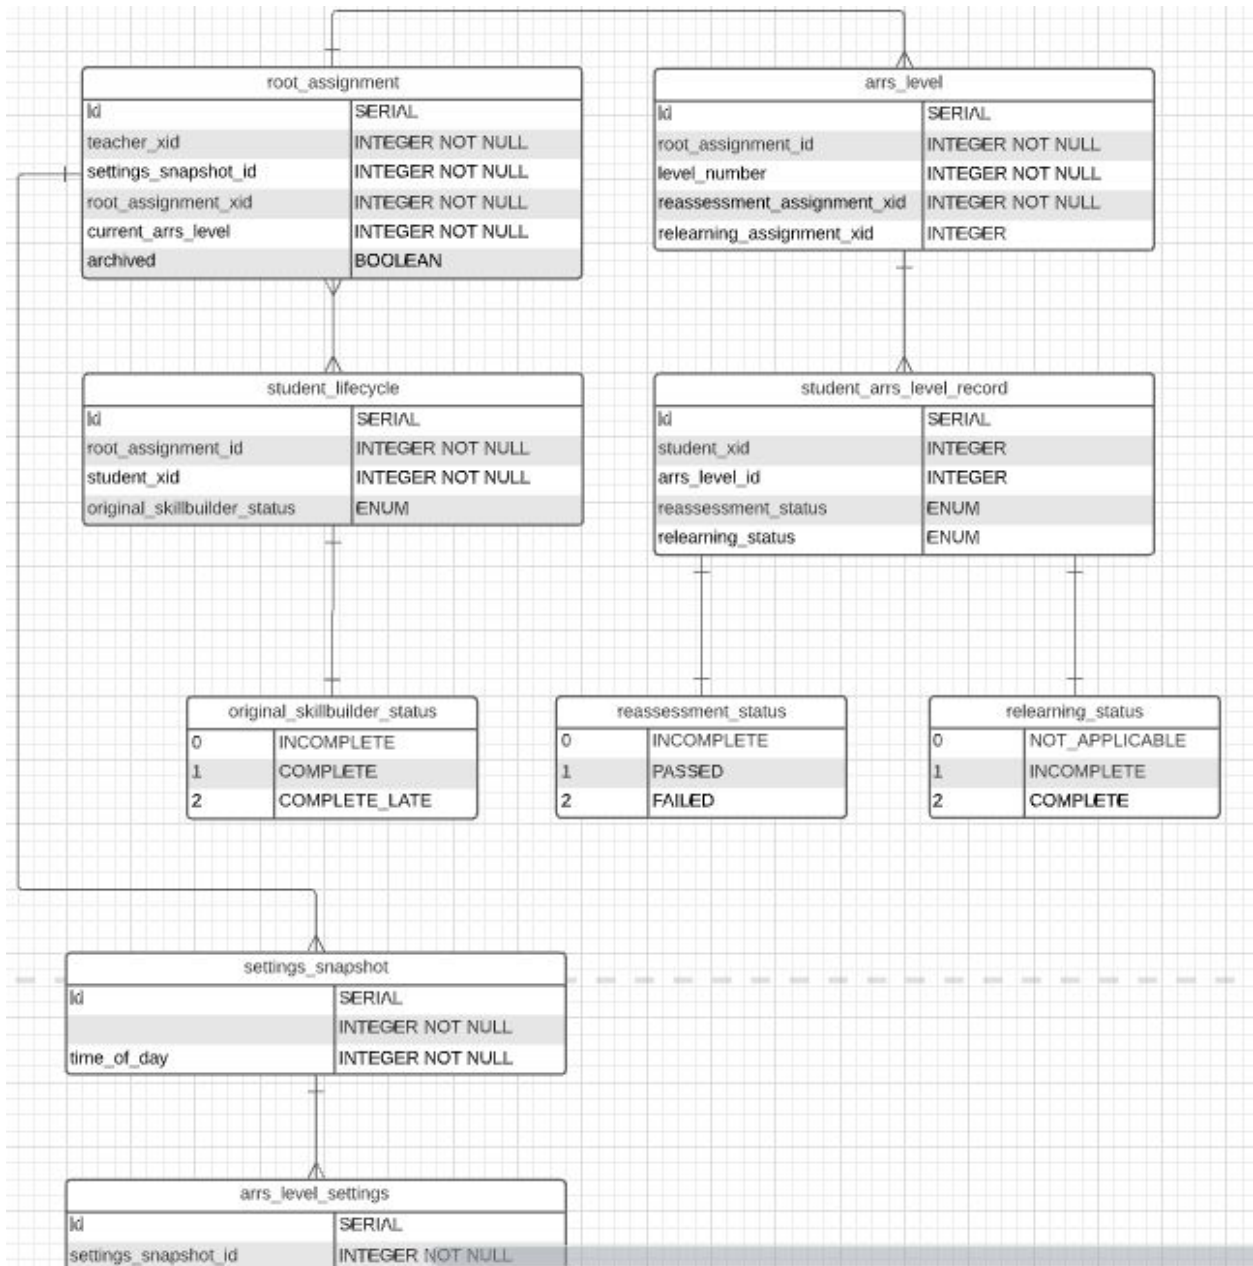 root_assignment
Id SERIAL
teacher_xid INTEGER NOT NULL
settings_snapshot_id INTEGER NOT NULL
root_assignment_xid INTEGER NOT NULL
current_arrs_level INTEGER NOT NULL
archived BOOLEAN
arrs_level
Id SERIAL
root_assignment_id INTEGER NOT NULL
level_number INTEGER NOT NULL
reassessment_assignment_xid INTEGER NOT NULL
relearning_assignment_xid INTEGER
student_lifecycle
Id SERIAL
root_assignment_id INTEGER NOT NULL
student_xid INTEGER NOT NULL
original_skillbuilder_status ENUM
student_arrs_level_record
Id SERIAL
student_xid INTEGER
arrs_level_id INTEGER
reassessment_status ENUM
relearning_status ENUM
original_skillbuilder_status
0 INCOMPLETE
1 COMPLETE
2 COMPLETE_LATE
reassessment_status
0 INCOMPLETE
1 PASSED
2 FAILED
relearning_status
0 NOT_APPLICABLE
1 INCOMPLETE
2 COMPLETE
settings_snapshot
Id SERIAL
INTEGER NOT NULL
time_of_day INTEGER NOT NULL
arrs_level_settings
Id SERIAL
settings_snapshot_id INTEGER NOT NULL